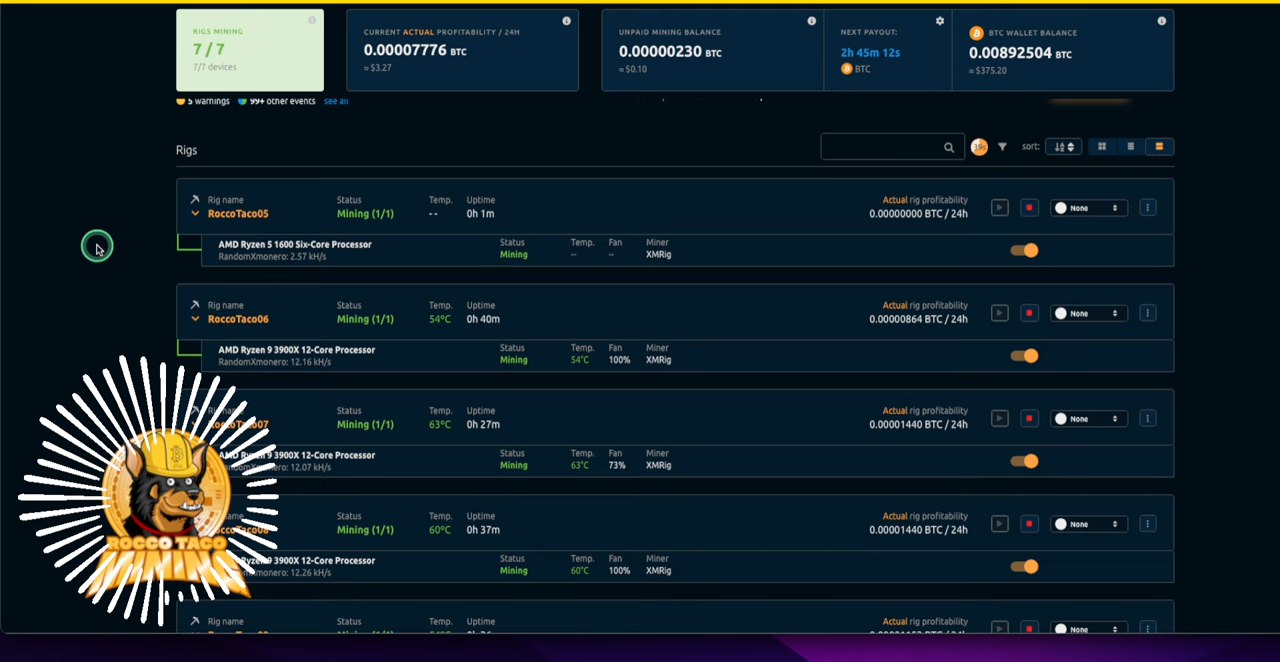 RIGS MINING
7 / 7
7/7 devices
CURRENT ACTUAL PROFITABILITY / 24H
0.00007776 BTC
≈ $3.27
UNPAID MINING BALANCE
0.00000230 BTC
≈ $0.10
NEXT PAYOUT:
2h 45m 12s
BTC
BTC WALLET BALANCE
0.00892504 BTC
≈ $375.20
5 warnings 99+ other events see all
Rigs
sort:
Rig name Status Temp. Uptime Actual rig profitability
RoccoTaco05 Mining (1/1) -- 0h 1m 0.00000000 BTC / 24h None
AMD Ryzen 5 1600 Six-Core Processor Status Temp. Fan Miner
RandomXmonero: 2.57 kH/s Mining -- -- XMRig
Rig name Status Temp. Uptime Actual rig profitability
RoccoTaco06 Mining (1/1) 54°C 0h 40m 0.00000864 BTC / 24h None
AMD Ryzen 9 3900X 12-Core Processor Status Temp. Fan Miner
RandomXmonero: 12.16 kH/s Mining 54°C 100% XMRig
Status Temp. Uptime Actual rig profitability
Mining (1/1) 63°C 0h 27m 0.00001440 BTC / 24h None
9 3900X 12-Core Processor Status Temp. Fan Miner
12.07 kH/s Mining 63°C 73% XMRig
Status Temp. Uptime Actual rig profitability
Mining (1/1) 60°C 0h 37m 0.00001440 BTC / 24h None
9 3900X 12-Core Processor Status Temp. Fan Miner
12.26 kH/s Mining 60°C 100% XMRig
ROCCO TACO
Rig name Status Temp. Uptime Actual rig profitability
None